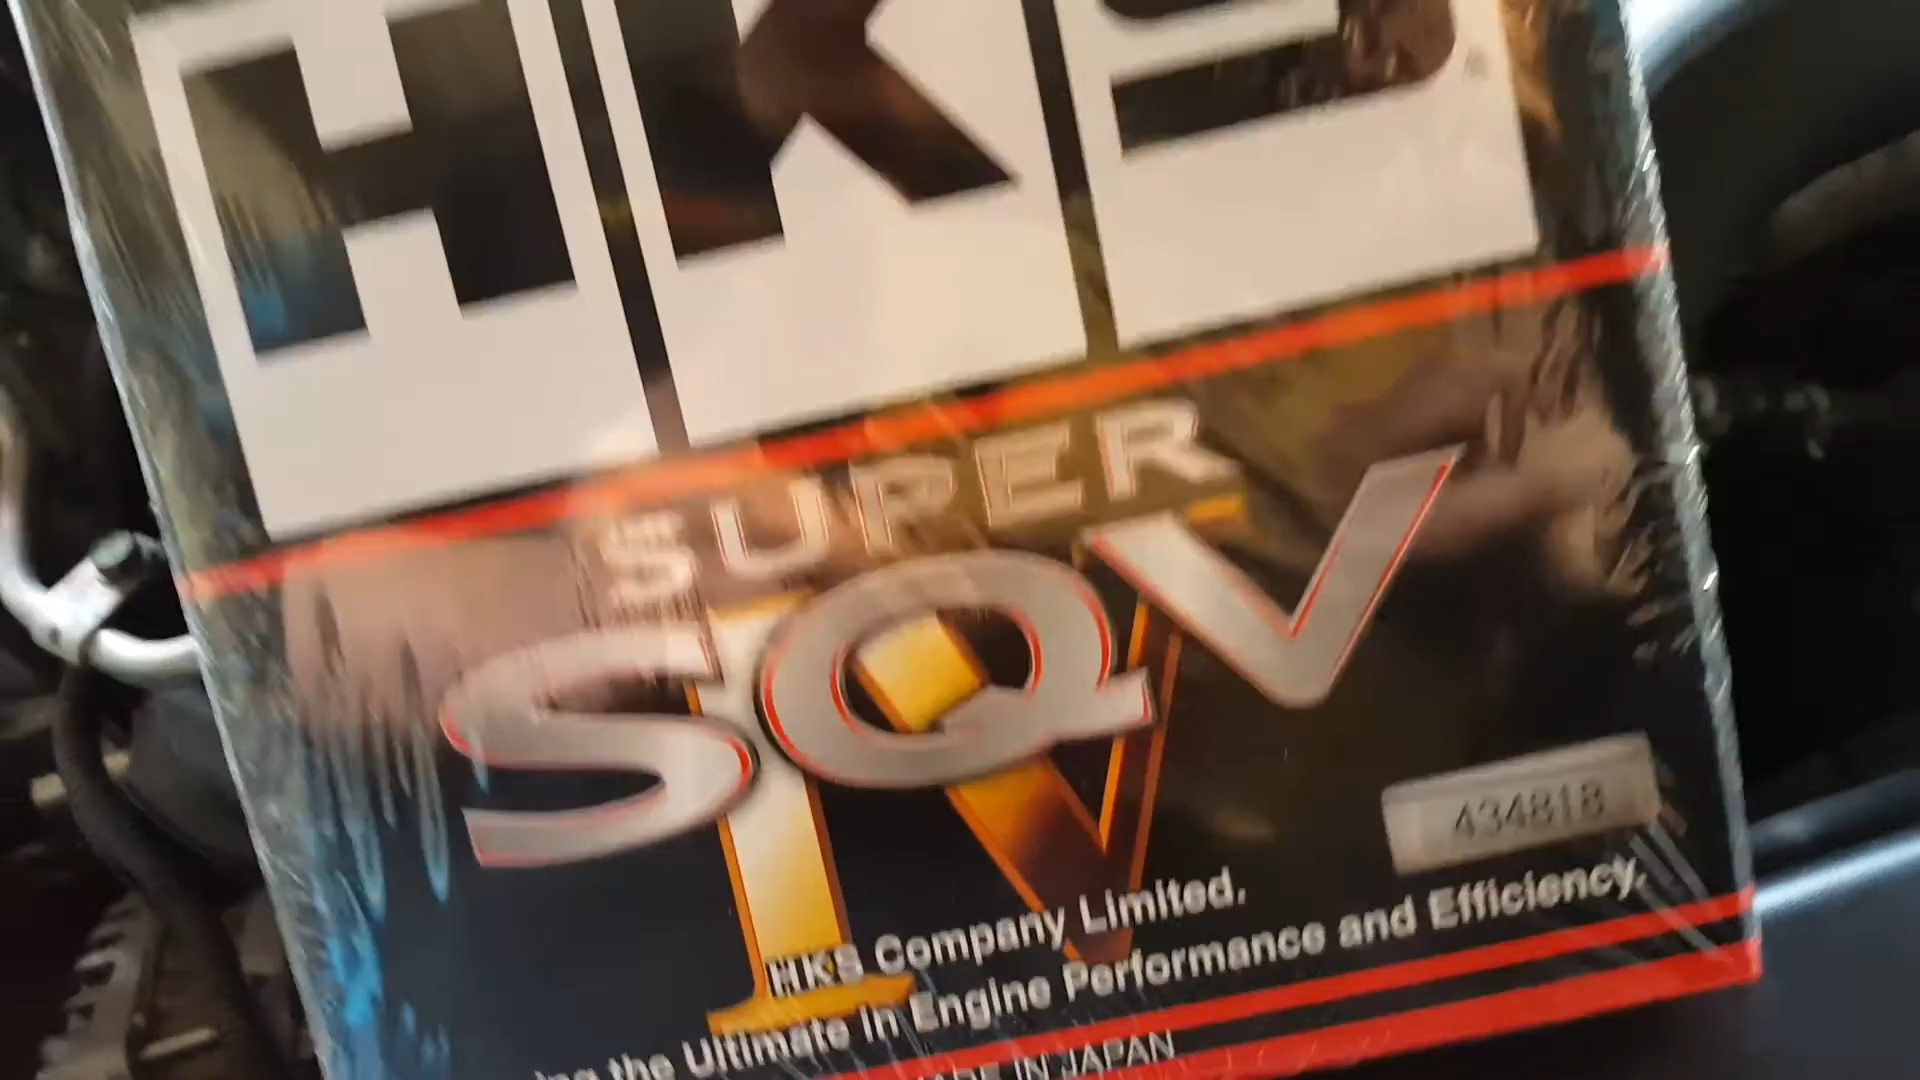 HKS
SUPER
SQV
IV
434818
HKS Company Limited.
the Ultimate in Engine Performance and Efficiency.
MADE IN JAPAN